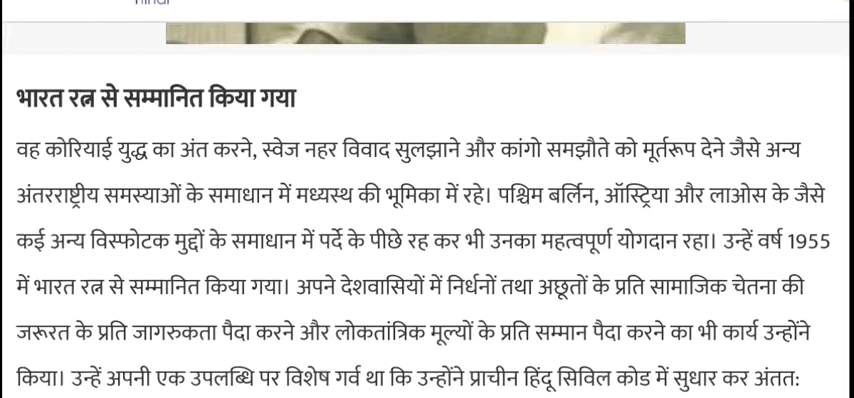 hindi
भारत रत्न से सम्मानित किया गया
वह कोरियाई युद्ध का अंत करने, स्वेज नहर विवाद सुलझाने और कांगो समझौते को मूर्तरूप देने जैसे अन्य
अंतरराष्ट्रीय समस्याओं के समाधान में मध्यस्थ की भूमिका में रहे। पश्चिम बर्लिन, ऑस्ट्रिया और लाओस के जैसे
कई अन्य विस्फोटक मुद्दों के समाधान में पर्दे के पीछे रह कर भी उनका महत्वपूर्ण योगदान रहा। उन्हें वर्ष 1955
में भारत रत्न से सम्मानित किया गया। अपने देशवासियों में निर्धनों तथा अछूतों के प्रति सामाजिक चेतना की
जरूरत के प्रति जागरुकता पैदा करने और लोकतांत्रिक मूल्यों के प्रति सम्मान पैदा करने का भी कार्य उन्होंने
किया। उन्हें अपनी एक उपलब्धि पर विशेष गर्व था कि उन्होंने प्राचीन हिंदू सिविल कोड में सुधार कर अंतत: